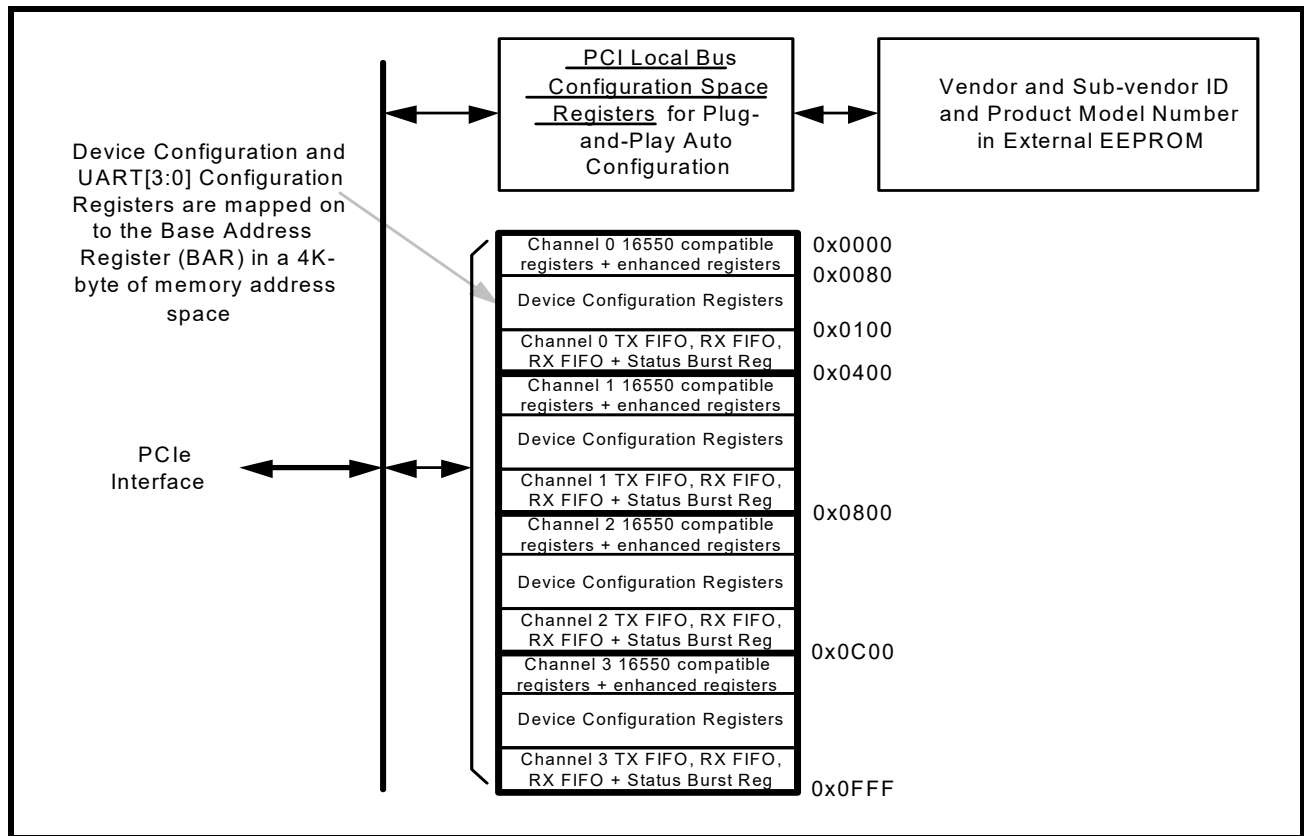 PCI Local Bus
Configuration Space
Registers for Plug-
and-Play Auto
Configuration
Vendor and Sub-vendor ID
and Product Model Number
in External EEPROM
Device Configuration and
UART[3:0] Configuration
Registers are mapped on
to the Base Address
Register (BAR) in a 4K-
byte of memory address
space
PCIe
Interface
Channel 0 16550 compatible
registers + enhanced registers
Device Configuration Registers
Channel 0 TX FIFO, RX FIFO,
RX FIFO + Status Burst Reg
Channel 1 16550 compatible
registers + enhanced registers
Device Configuration Registers
Channel 1 TX FIFO, RX FIFO,
RX FIFO + Status Burst Reg
Channel 2 16550 compatible
registers + enhanced registers
Device Configuration Registers
Channel 2 TX FIFO, RX FIFO,
RX FIFO + Status Burst Reg
Channel 3 16550 compatible
registers + enhanced registers
Device Configuration Registers
Channel 3 TX FIFO, RX FIFO,
RX FIFO + Status Burst Reg
0x0000
0x0080
0x0100
0x0400
0x0800
0x0C00
0x0FFF